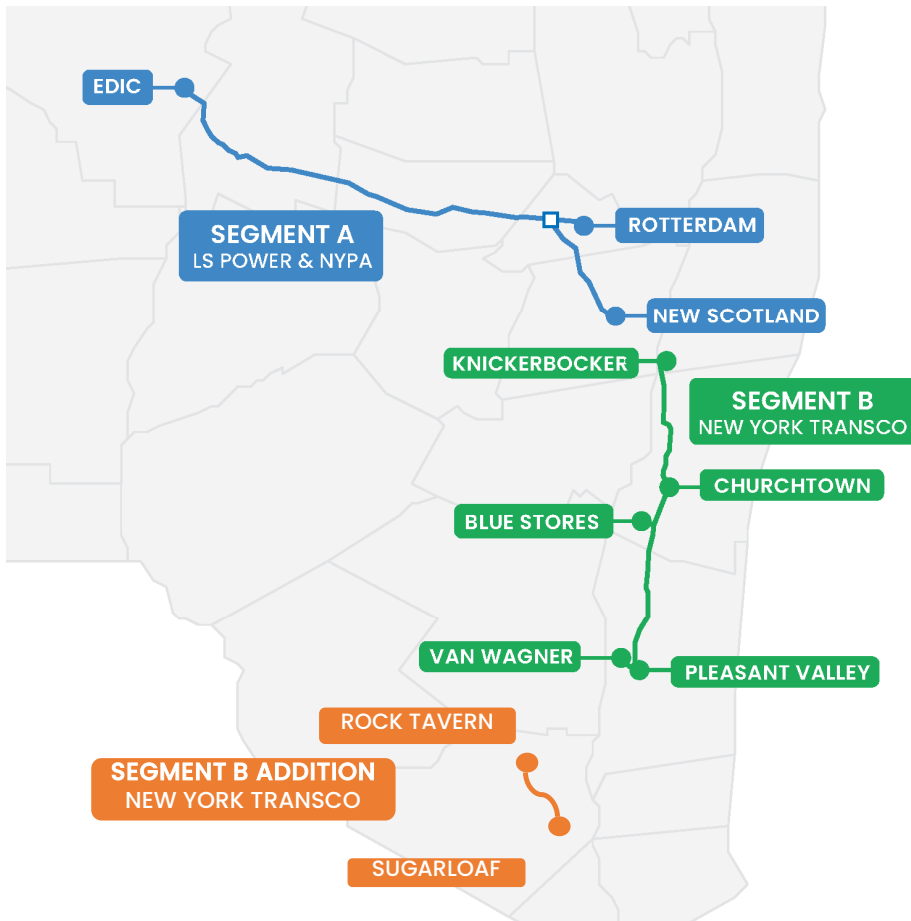 EDIC
SEGMENT A
LS POWER & NYPA
ROTTERDAM
NEW SCOTLAND
KNICKERBOCKER
SEGMENT B
NEW YORK TRANSCO
CHURCHTOWN
BLUE STORES
VAN WAGNER
PLEASANT VALLEY
ROCK TAVERN
SEGMENT B ADDITION
NEW YORK TRANSCO
SUGARLOAF